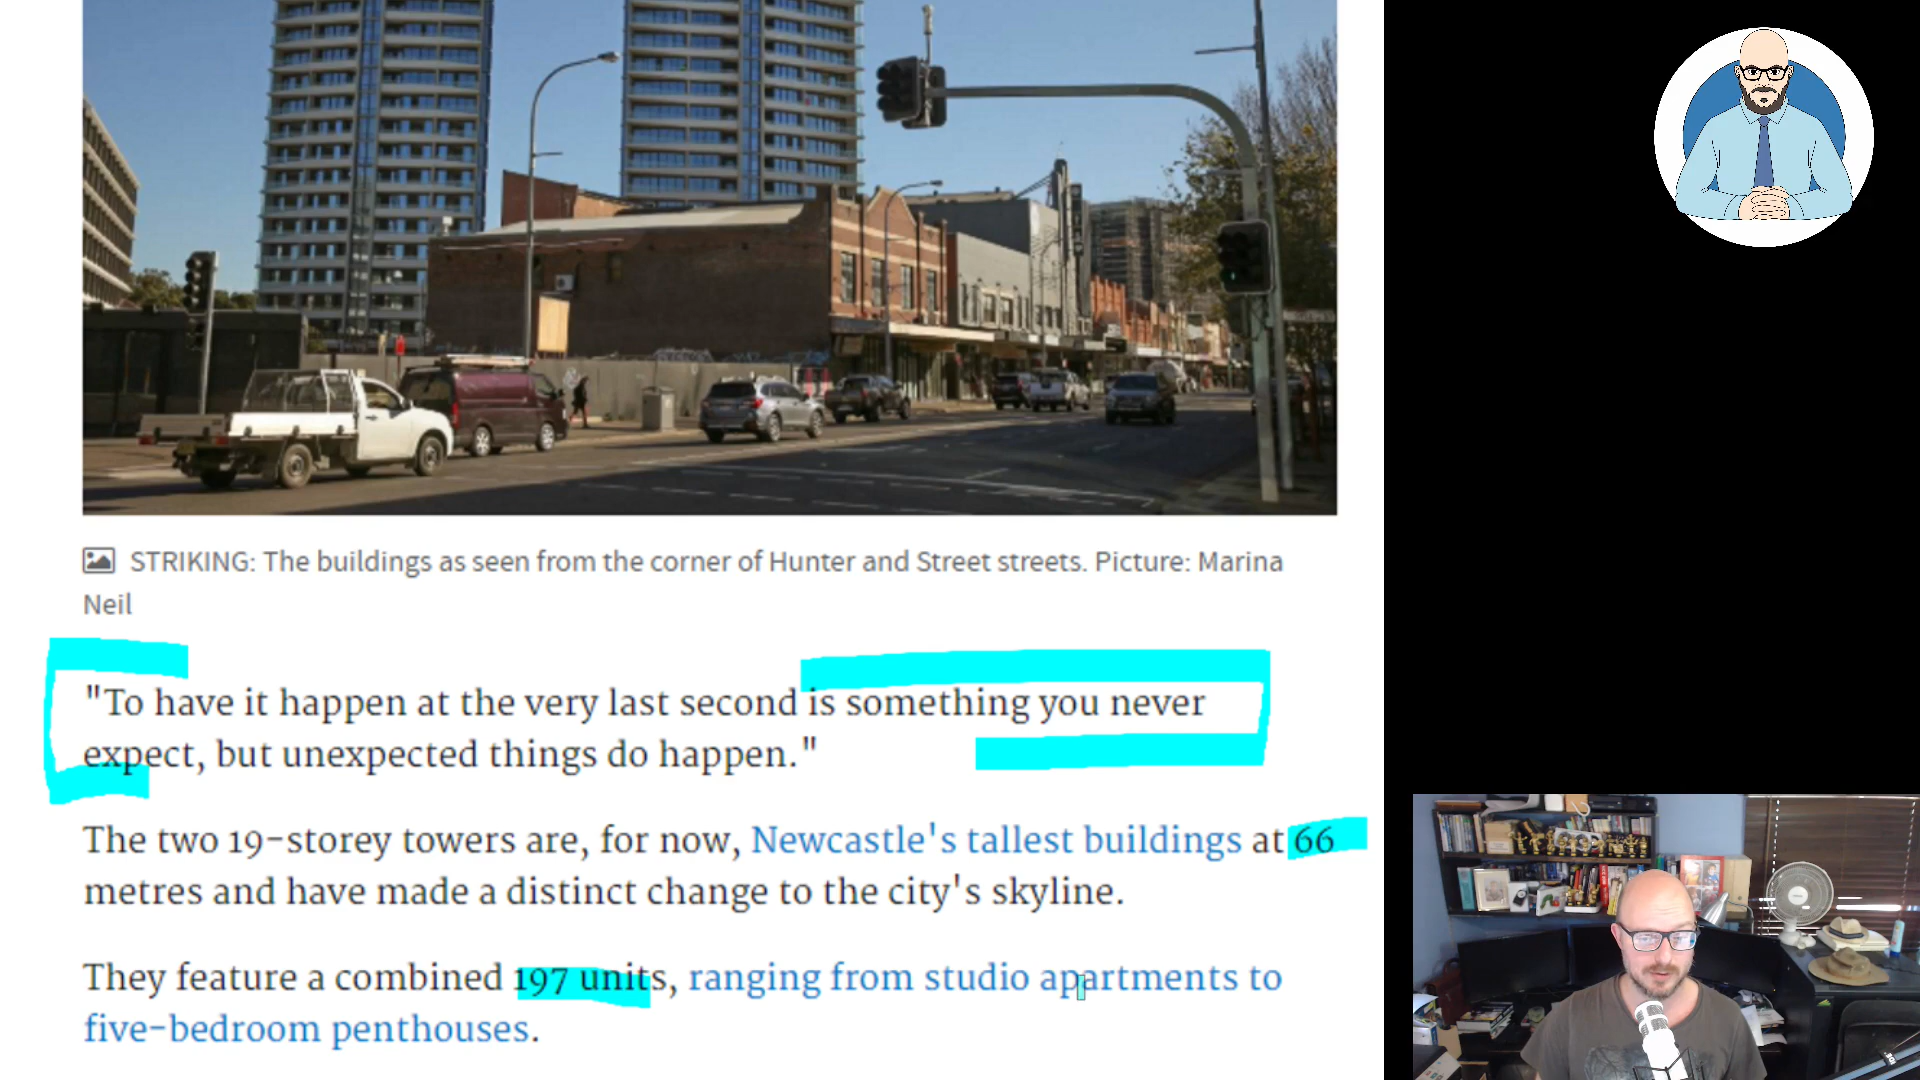 STRIKING: The buildings as seen from the corner of Hunter and Street streets. Picture: Marina
Neil
"To have it happen at the very last second is something you never
expect, but unexpected things do happen."
The two 19-storey towers are, for now, Newcastle's tallest buildings at 66
metres and have made a distinct change to the city's skyline.
They feature a combined 197 units, ranging from studio apartments to
five-bedroom penthouses.